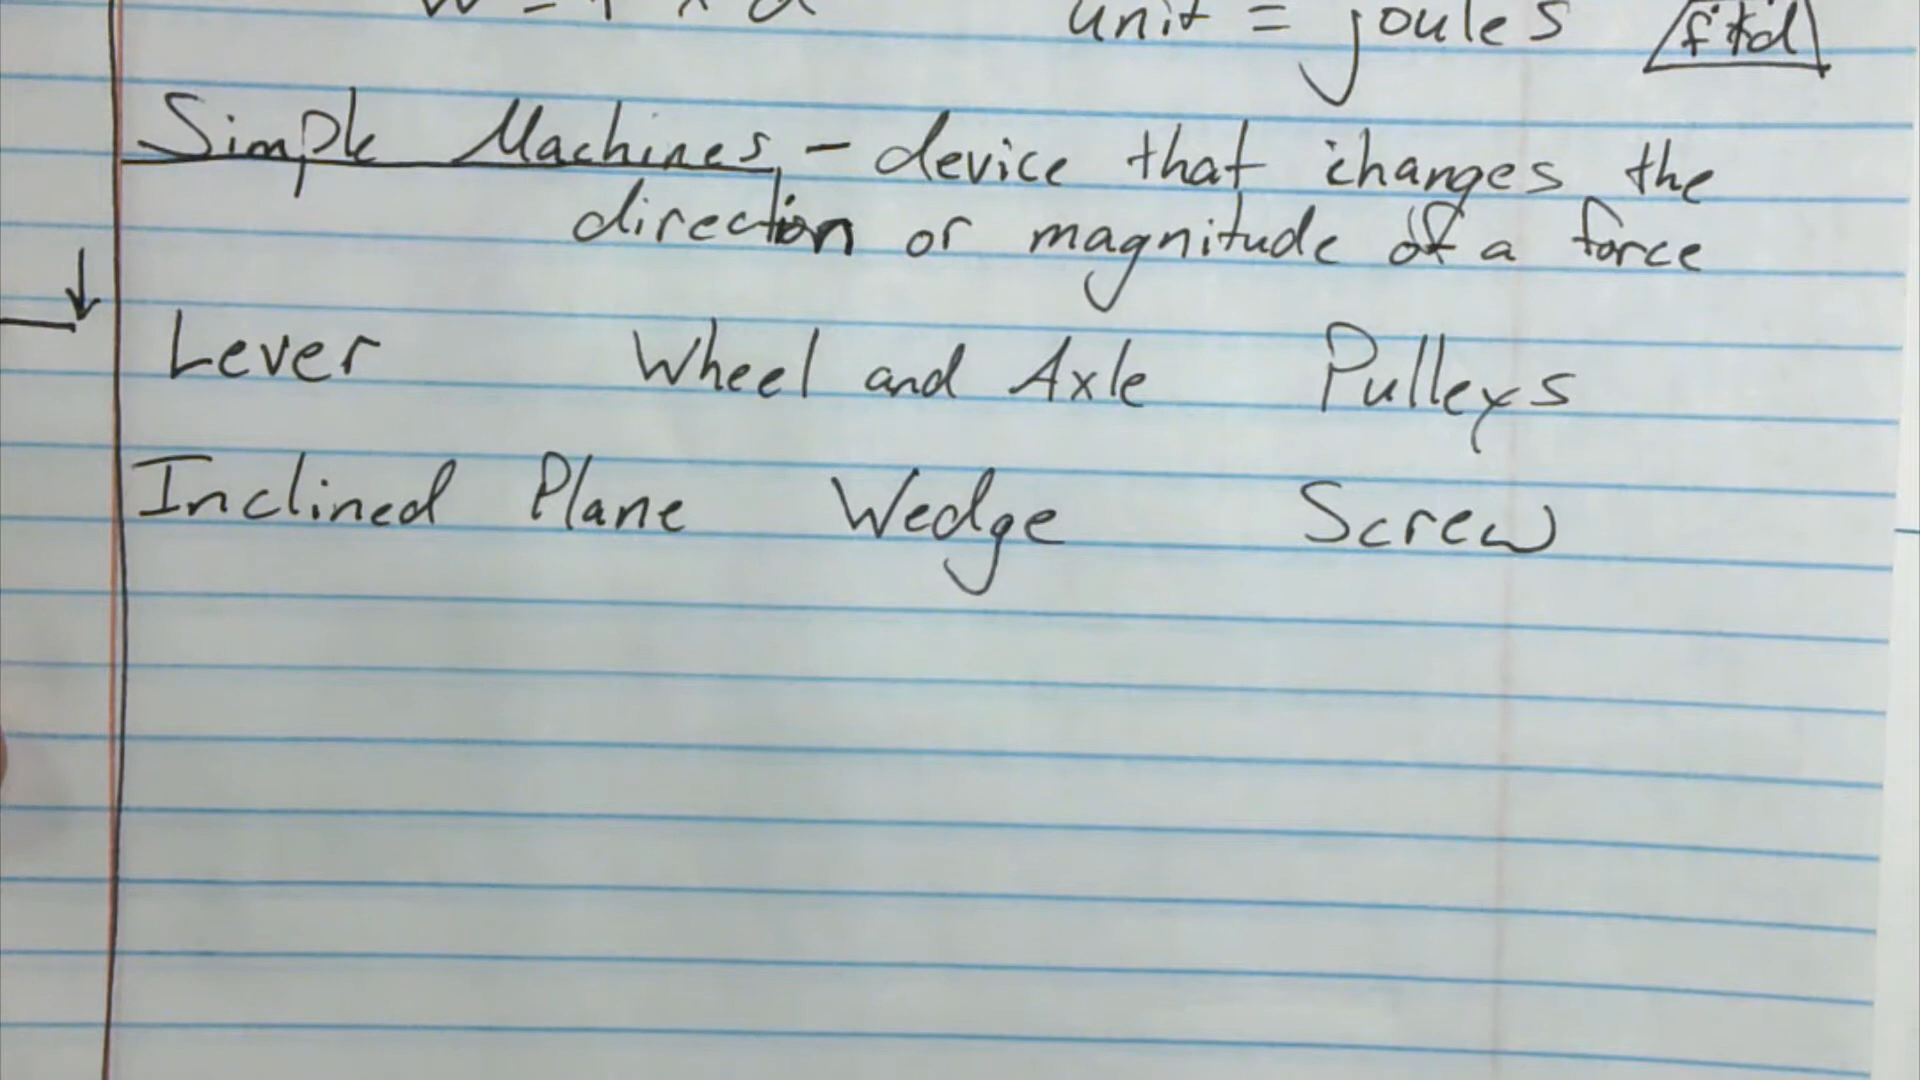 W = F x d unit = joules f x d
Simple Machines - device that changes the
direction or magnitude of a force
Lever Wheel and Axle Pulleys
Inclined Plane Wedge Screw